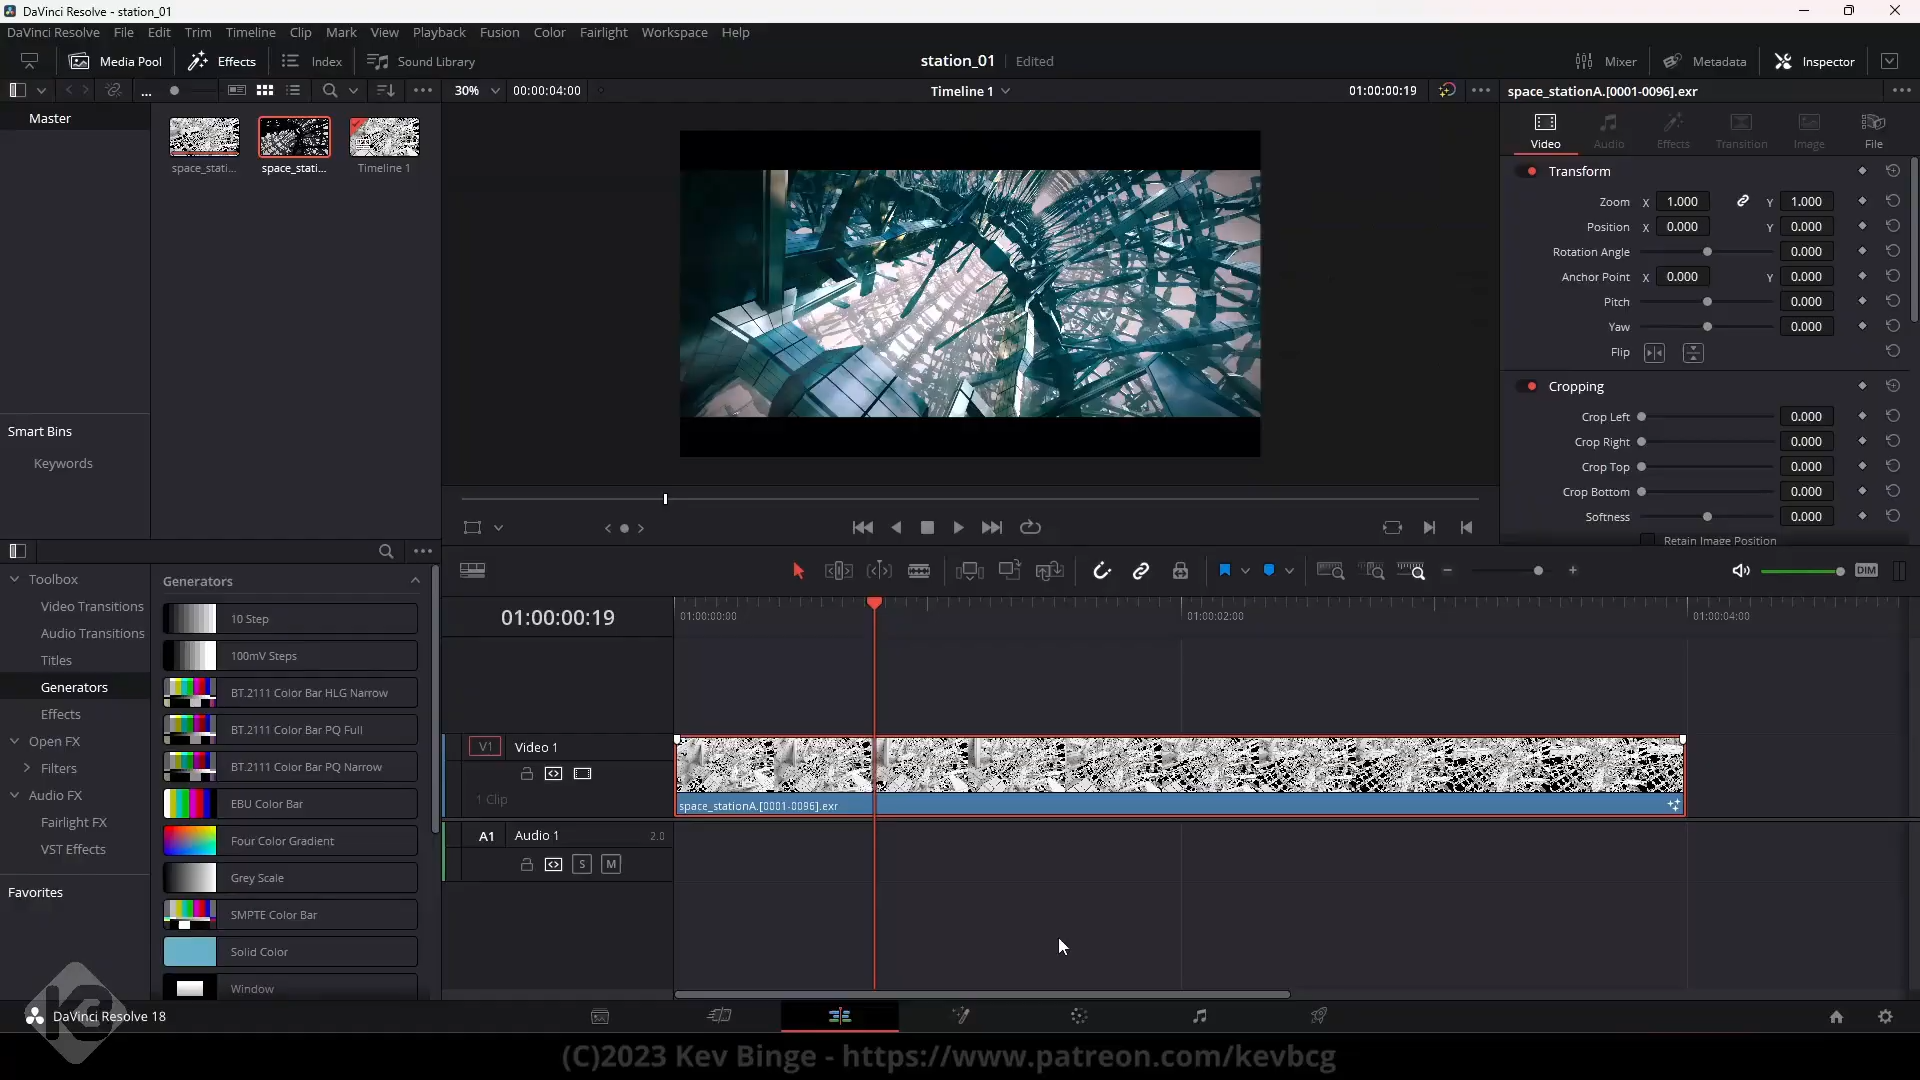 DaVinci Resolve - station_01
DaVinci Resolve File Edit Trim Timeline Clip Mark View Playback Fusion Color Fairlight Workspace Help
Media Pool Effects Index Sound Library station_01 Edited Mixer Metadata Inspector
30% 00:00:04:00 Timeline 1 01:00:00:19 space_stationA.[0001-0096].exr
Master
space_stati... space_stati... Timeline 1
Video Audio Effects Transition Image File
Transform
Zoom X 1.000 Y 1.000
Position X 0.000 Y 0.000
Rotation Angle 0.000
Anchor Point X 0.000 Y 0.000
Pitch 0.000
Yaw 0.000
Flip
Cropping
Crop Left 0.000
Crop Right 0.000
Crop Top 0.000
Crop Bottom 0.000
Softness 0.000
Retain Image Position
Smart Bins
Keywords
Toolbox
Video Transitions
Audio Transitions
Titles
Generators
Effects
Open FX
Filters
Audio FX
Fairlight FX
VST Effects
Favorites
Generators
10 Step
100mV Steps
BT.2111 Color Bar HLG Narrow
BT.2111 Color Bar PQ Full
BT.2111 Color Bar PQ Narrow
EBU Color Bar
Four Color Gradient
Grey Scale
SMPTE Color Bar
Solid Color
Window
DIM
01:00:00:19
01:00:00:00 01:00:02:00 01:00:04:00
V1 Video 1
1 Clip
space_stationA.[0001-0096].exr
A1 Audio 1 2.0
S M
KB
DaVinci Resolve 18
(C)2023 Kev Binge - https://www.patreon.com/kevbcg